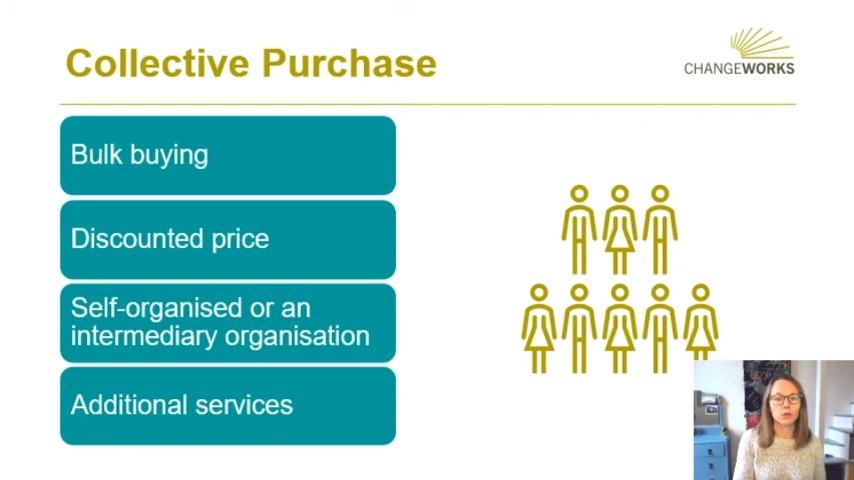 Collective Purchase
CHANGEWORKS
Bulk buying
Discounted price
Self-organised or an
intermediary organisation
Additional services